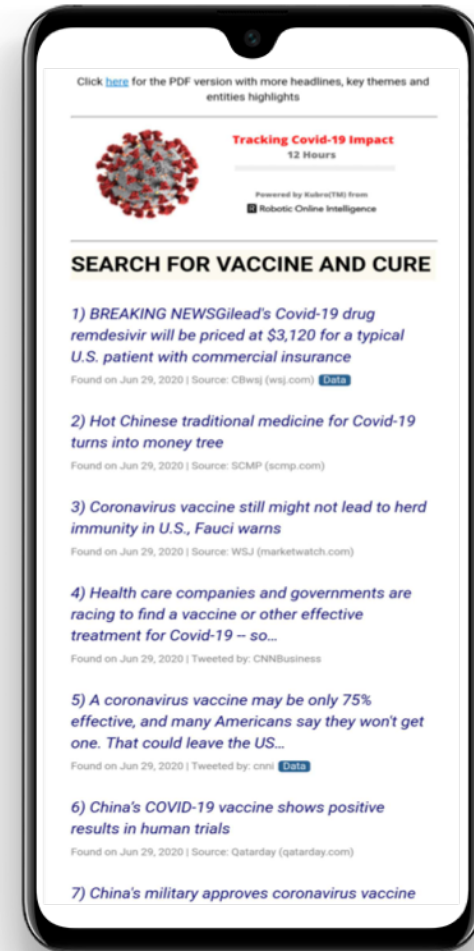 Click here for the PDF version with more headlines, key themes and
entities highlights
Tracking Covid-19 Impact
12 Hours
Powered by Kubro(TM) from
Robotic Online Intelligence
SEARCH FOR VACCINE AND CURE
1) BREAKING NEWSGilead's Covid-19 drug
remdesivir will be priced at $3,120 for a typical
U.S. patient with commercial insurance
Found on Jun 29, 2020 | Source: CBwsj (wsj.com) Data
2) Hot Chinese traditional medicine for Covid-19
turns into money tree
Found on Jun 29, 2020 | Source: SCMP (scmp.com)
3) Coronavirus vaccine still might not lead to herd
immunity in U.S., Fauci warns
Found on Jun 29, 2020 | Source: WSJ (marketwatch.com)
4) Health care companies and governments are
racing to find a vaccine or other effective
treatment for Covid-19 – so...
Found on Jun 29, 2020 | Tweeted by: CNNBusiness
5) A coronavirus vaccine may be only 75%
effective, and many Americans say they won't get
one. That could leave the US...
Found on Jun 29, 2020 | Tweeted by: cnni Data
6) China's COVID-19 vaccine shows positive
results in human trials
Found on Jun 29, 2020 | Source: Qatarday (qatarday.com)
7) China's military approves coronavirus vaccine